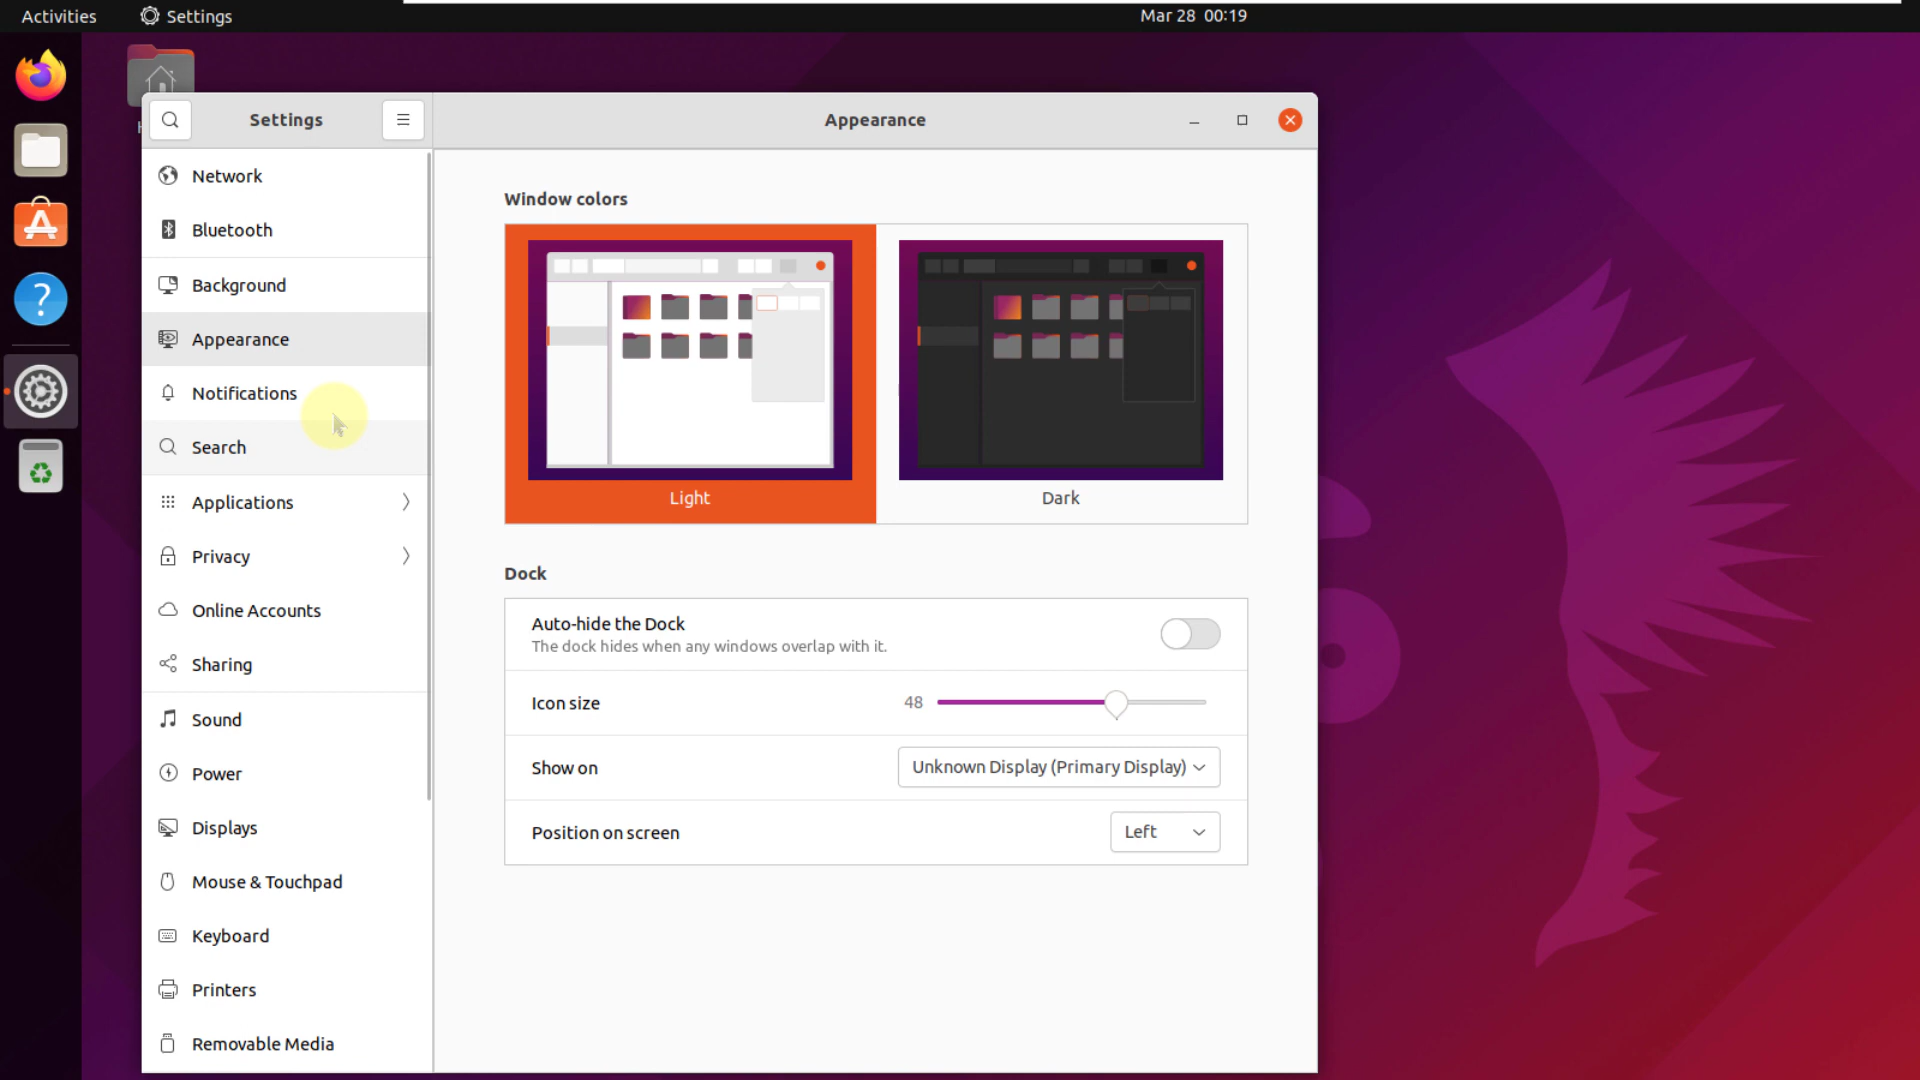 Activities
Settings
Mar 28 00:19
Settings
Appearance
Network
Bluetooth
Background
Appearance
Notifications
Search
Applications
Privacy
Online Accounts
Sharing
Sound
Power
Displays
Mouse & Touchpad
Keyboard
Printers
Removable Media
Window colors
Light
Dark
Dock
Auto-hide the Dock
The dock hides when any windows overlap with it.
Icon size
48
Show on
Unknown Display (Primary Display)
Position on screen
Left